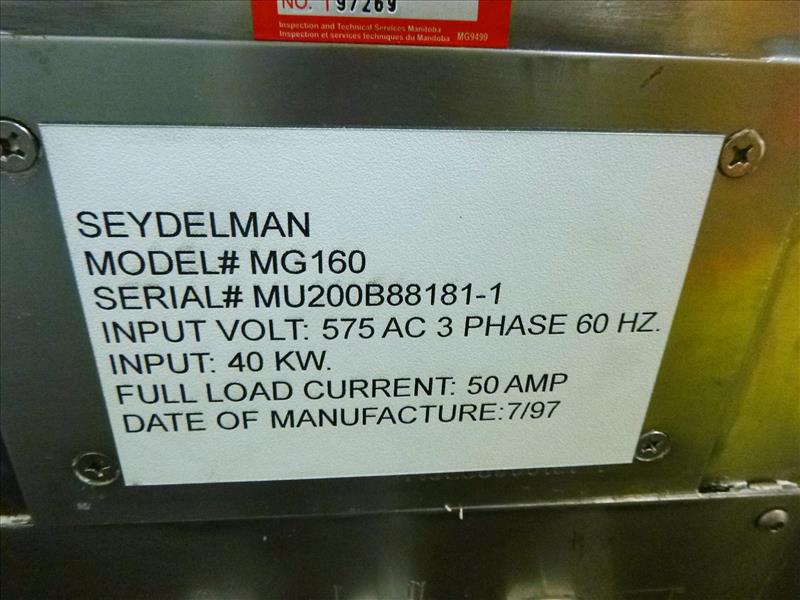 NO. T 97269
Inspection and Technical Services Manitoba
Inspection et services techniques du Manitoba MG9499
SEYDELMAN
MODEL# MG160
SERIAL# MU200B88181-1
INPUT VOLT: 575 AC 3 PHASE 60 HZ.
INPUT: 40 KW.
FULL LOAD CURRENT: 50 AMP
DATE OF MANUFACTURE:7/97